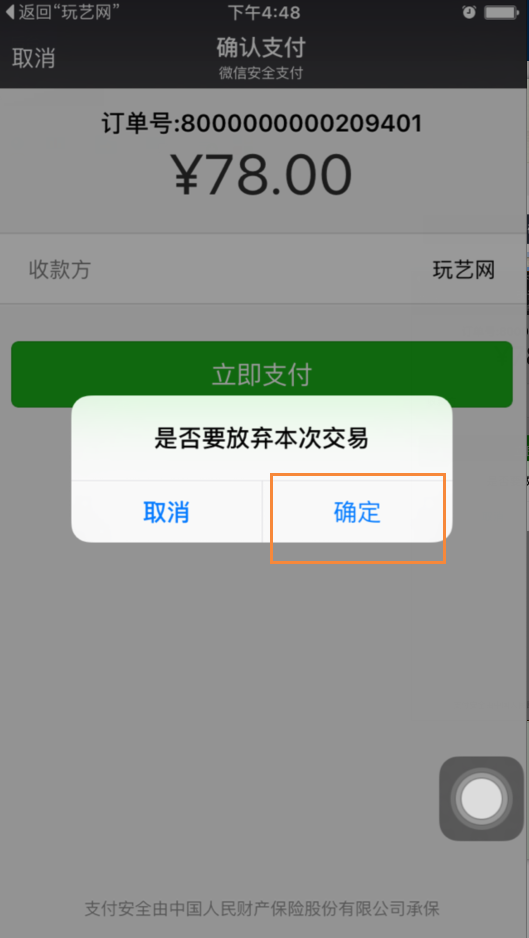 返回“玩艺网”
下午4:48
取消
确认支付
微信安全支付
订单号:8000000000209401
¥78.00
收款方 玩艺网
立即支付
是否要放弃本次交易
取消 确定
支付安全由中国人民财产保险股份有限公司承保